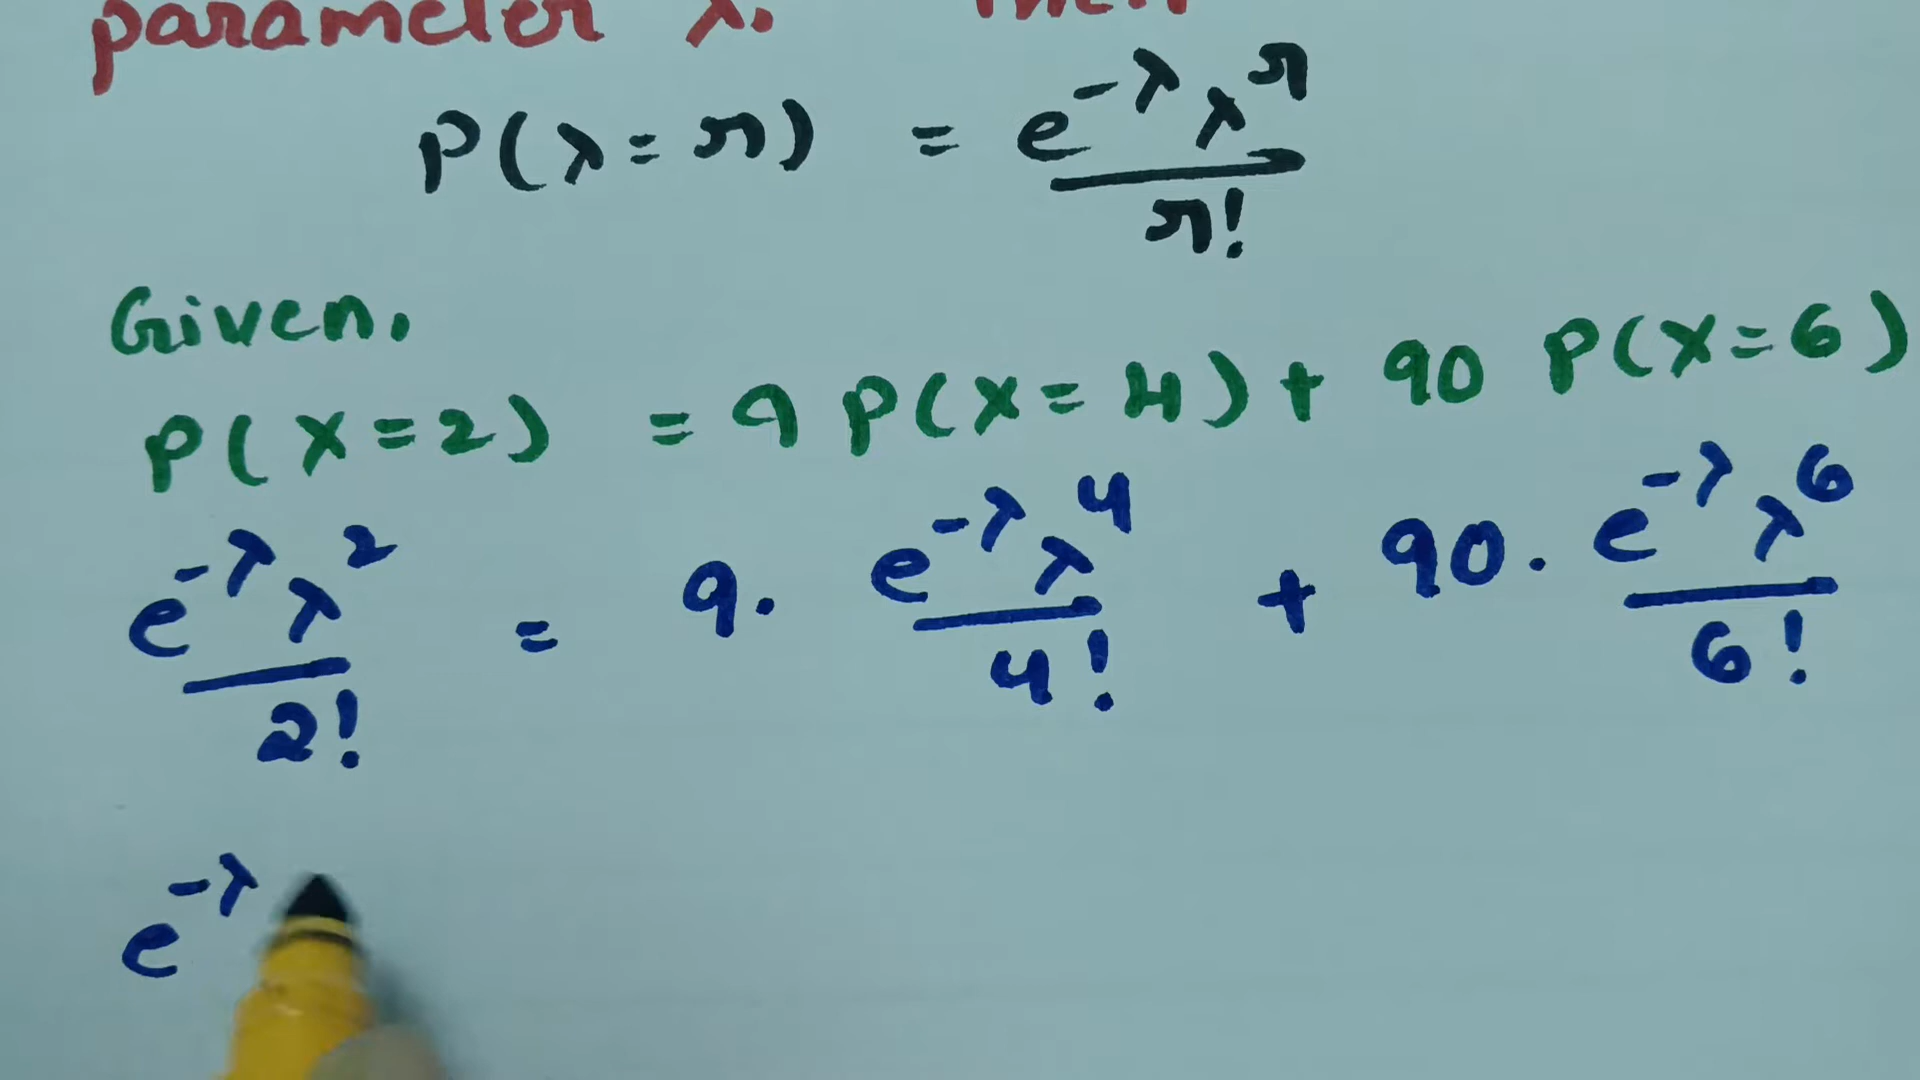 parameter λ. Then
P(λ=r) = e^{-λ} λ^r / r!
Given,
P(X=2) = 9 P(X=4) + 90 P(X=6)
e^{-λ} λ^2 / 2! = 9. e^{-λ} λ^4 / 4! + 90. e^{-λ} λ^6 / 6!
e^{-λ}